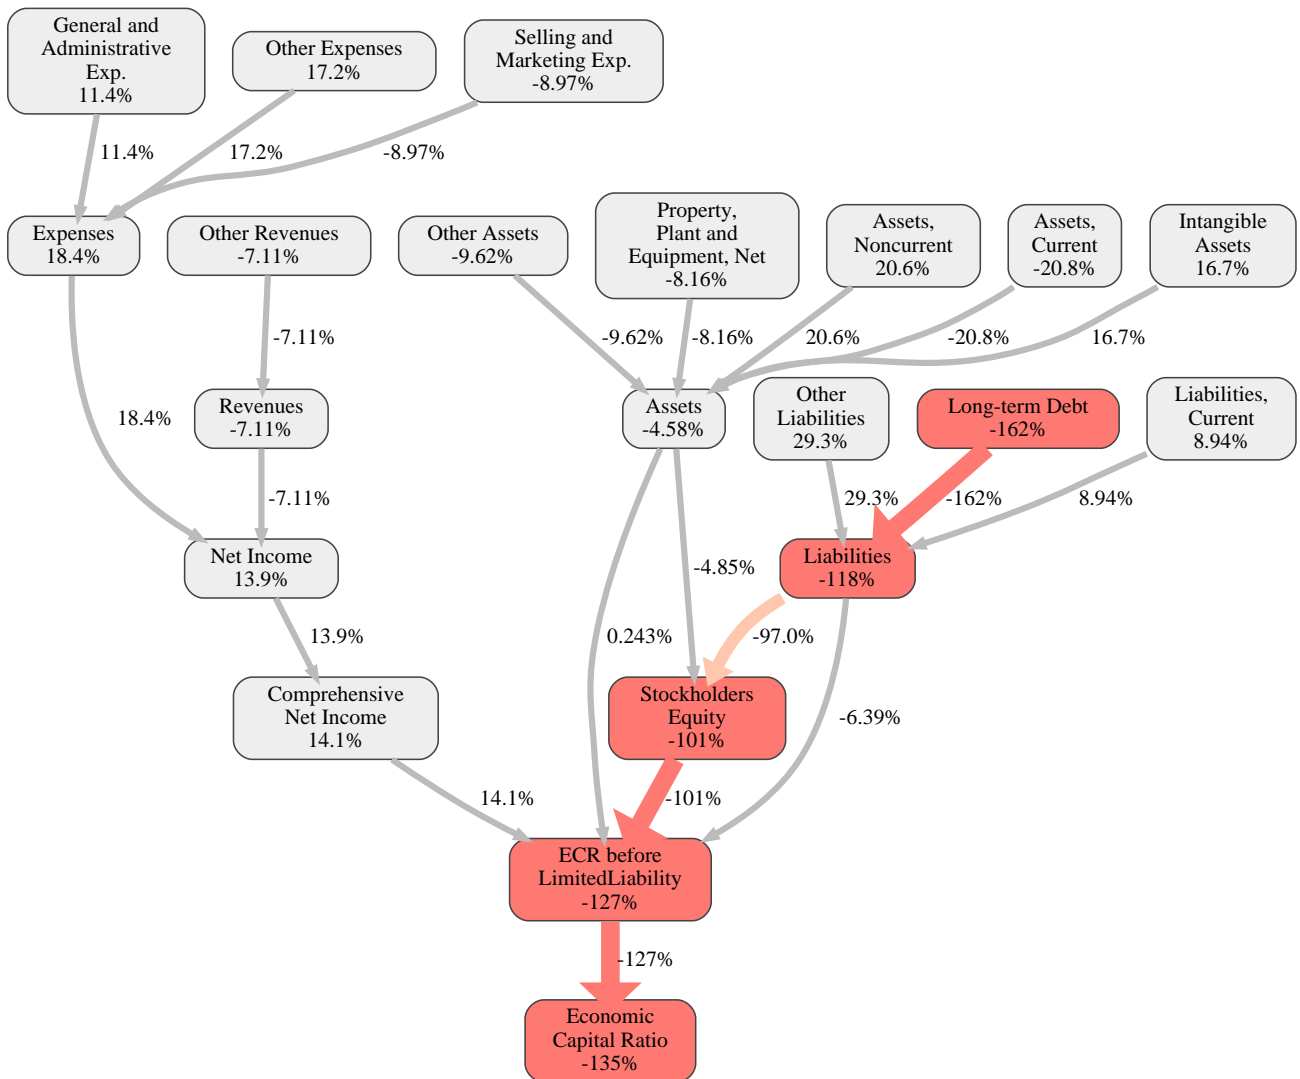 General and
Administrative
Exp.
11.4%
Other Expenses
17.2%
Selling and
Marketing Exp.
-8.97%
11.4%
17.2%
-8.97%
Expenses
18.4%
Other Revenues
-7.11%
Other Assets
-9.62%
Property,
Plant and
Equipment, Net
-8.16%
Assets,
Noncurrent
20.6%
Assets,
Current
-20.8%
Intangible
Assets
16.7%
-7.11%
-9.62%
-8.16%
20.6%
-20.8%
16.7%
18.4%
Revenues
-7.11%
Assets
-4.58%
Other
Liabilities
29.3%
Long-term Debt
-162%
Liabilities,
Current
8.94%
-7.11%
29.3%
-162%
8.94%
Net Income
13.9%
-4.85%
Liabilities
-118%
13.9%
0.243%
-97.0%
Comprehensive
Net Income
14.1%
Stockholders
Equity
-101%
-6.39%
14.1%
-101%
ECR before
LimitedLiability
-127%
-127%
Economic
Capital Ratio
-135%